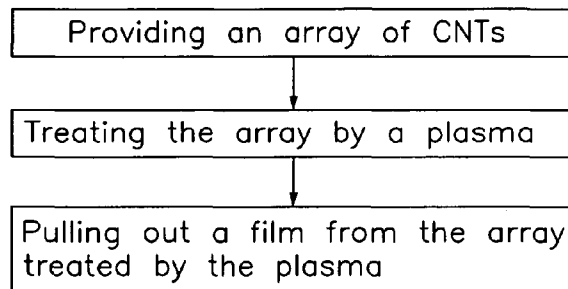 Providing an array of CNTs
Treating the array by a plasma
Pulling out a film from the array
treated by the plasma